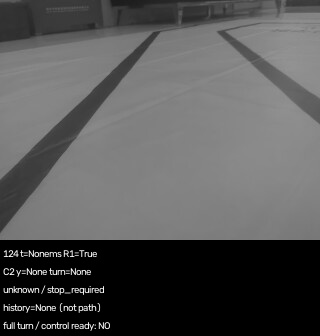 124 t=Nonems R1=True
C2 y=None turn=None
unknown / stop_required
history=None (not path)
full turn / control ready: NO